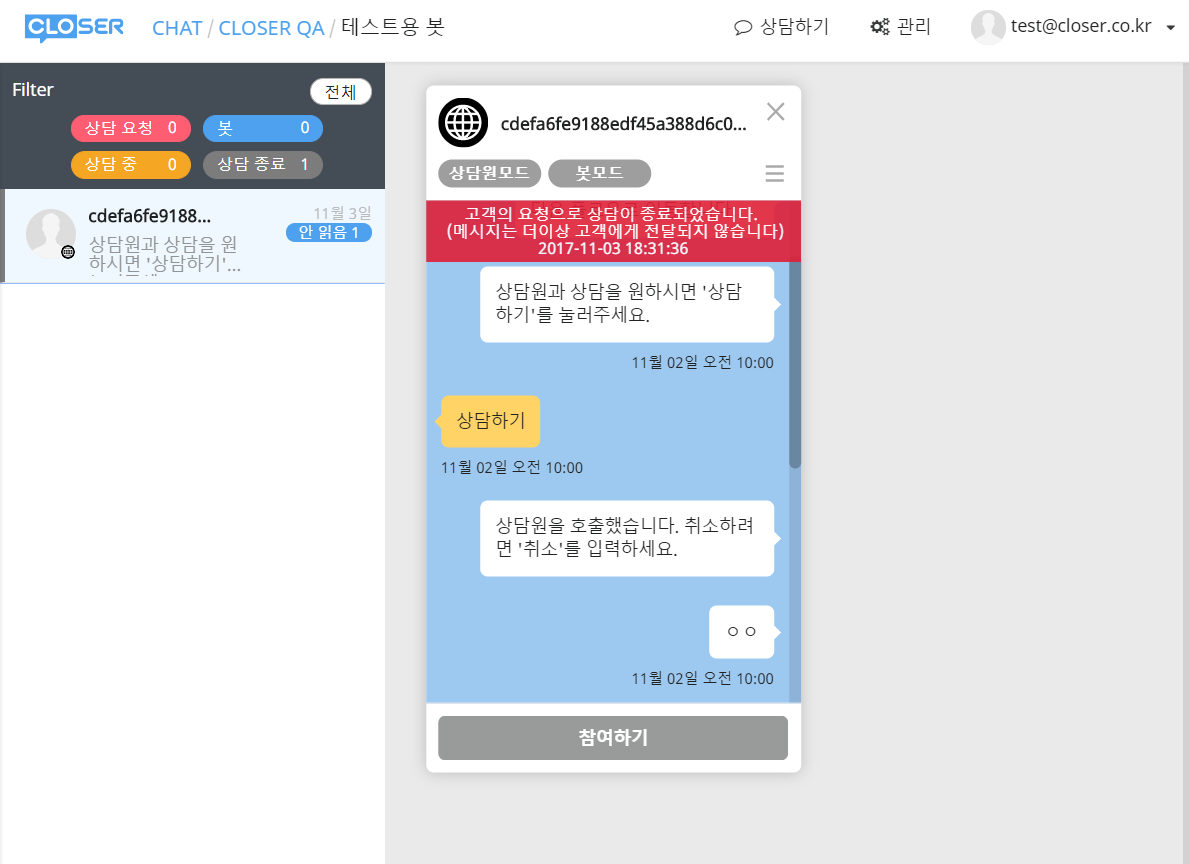 CLOSER
CHAT / CLOSER QA / 테스트용 봇
상담하기
관리
test@closer.co.kr
Filter
전체
상담 요청 0
봇 0
상담 중 0
상담 종료 1
cdefa6fe9188...
11월 3일
안 읽음 1
상담원과 상담을 원
하시면 '상담하기'...
cdefa6fe9188edf45a388d6c0...
상담원모드
봇모드
고객의 요청으로 상담이 종료되었습니다.
(메시지는 더이상 고객에게 전달되지 않습니다)
2017-11-03 18:31:36
상담원과 상담을 원하시면 '상담
하기'를 눌러주세요.
11월 02일 오전 10:00
상담하기
11월 02일 오전 10:00
상담원을 호출했습니다. 취소하려
면 '취소'를 입력하세요.
ㅇㅇ
11월 02일 오전 10:00
참여하기